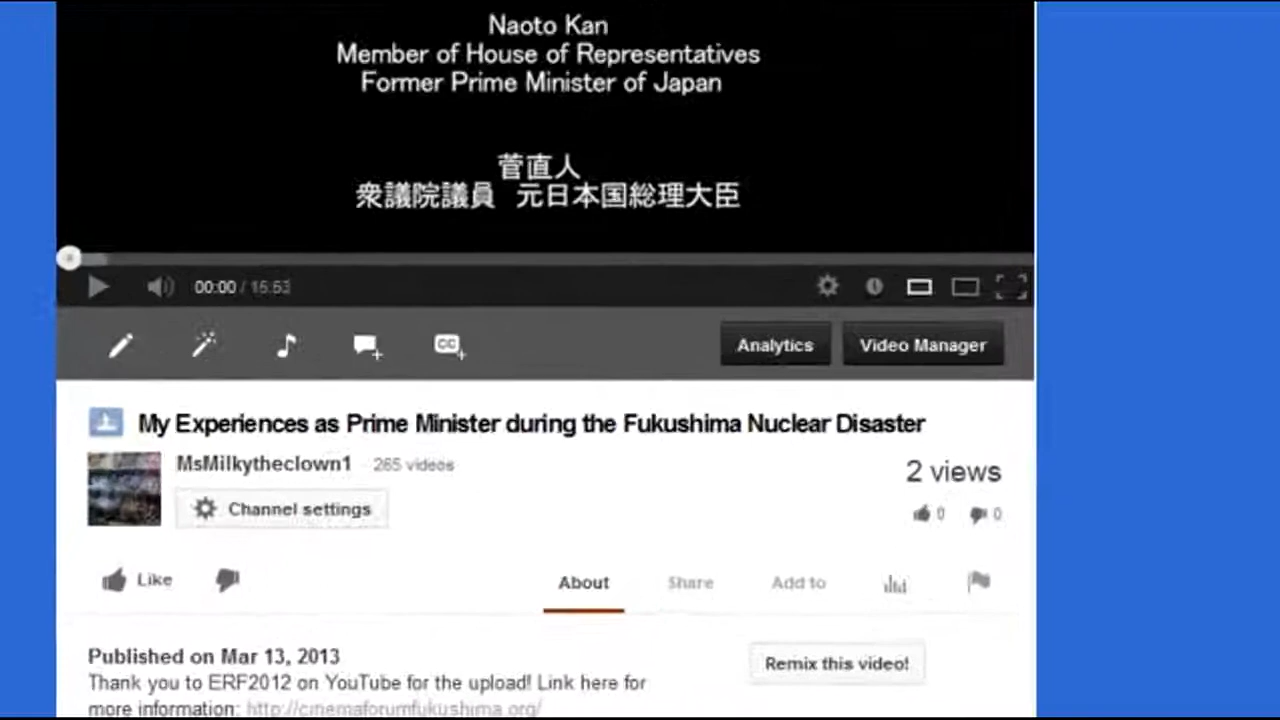 Naoto Kan
Member of House of Representatives
Former Prime Minister of Japan
菅直人
衆議院議員 元日本国総理大臣
00:00 / 15:53
CC
Analytics
Video Manager
My Experiences as Prime Minister during the Fukushima Nuclear Disaster
MsMilkytheclown1 · 265 videos
2 views
Channel settings
0 0
Like
About Share Add to
Published on Mar 13, 2013
Remix this video!
Thank you to ERF2012 on YouTube for the upload! Link here for
more information: http://cinemaforumfukushima.org/